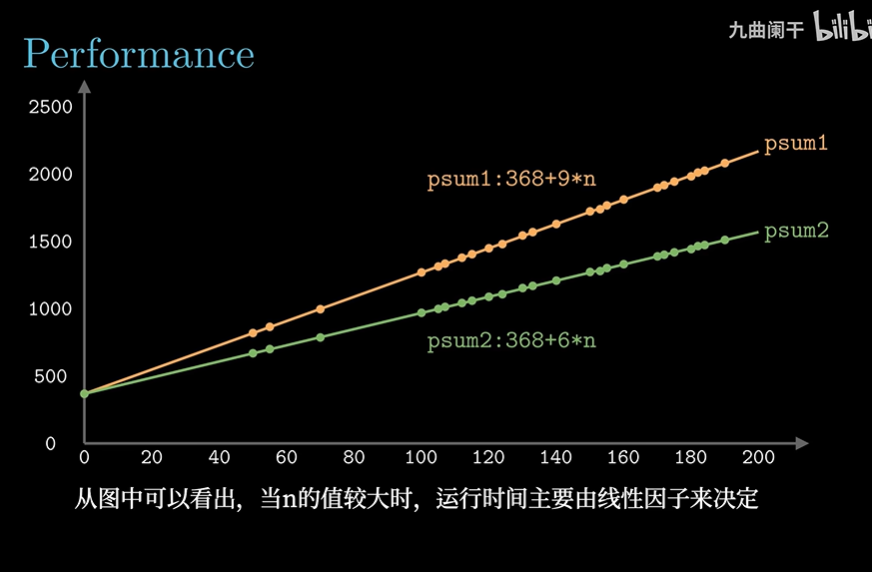 九曲阑干 bilibi
Performance
2500
2000
1500
1000
500
0
psum1
psum1:368+9*n
psum2
psum2:368+6*n
0 20 40 60 80 100 120 140 160 180 200
从图中可以看出，当n的值较大时，运行时间主要由线性因子来决定